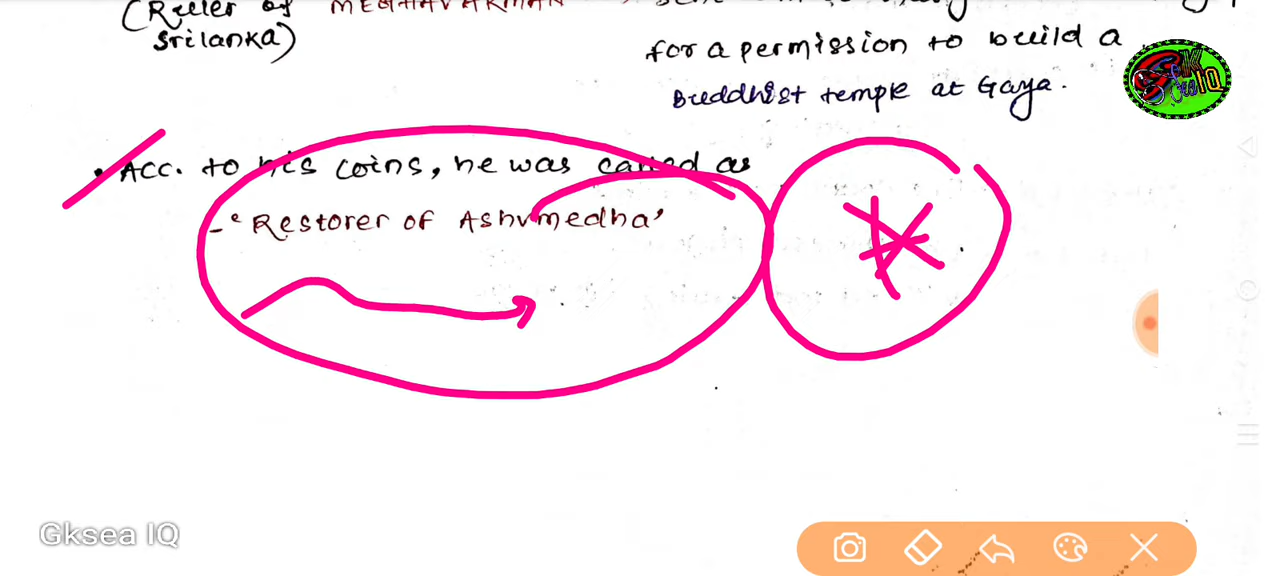 (Ruler of MEGHAVARMAN
Srilanka)
for a permission to build a
Buddhist temple at Gaya.
• Acc. to his coins, he was called as
- 'Restorer of Ashvmedha'
Gksea IQ